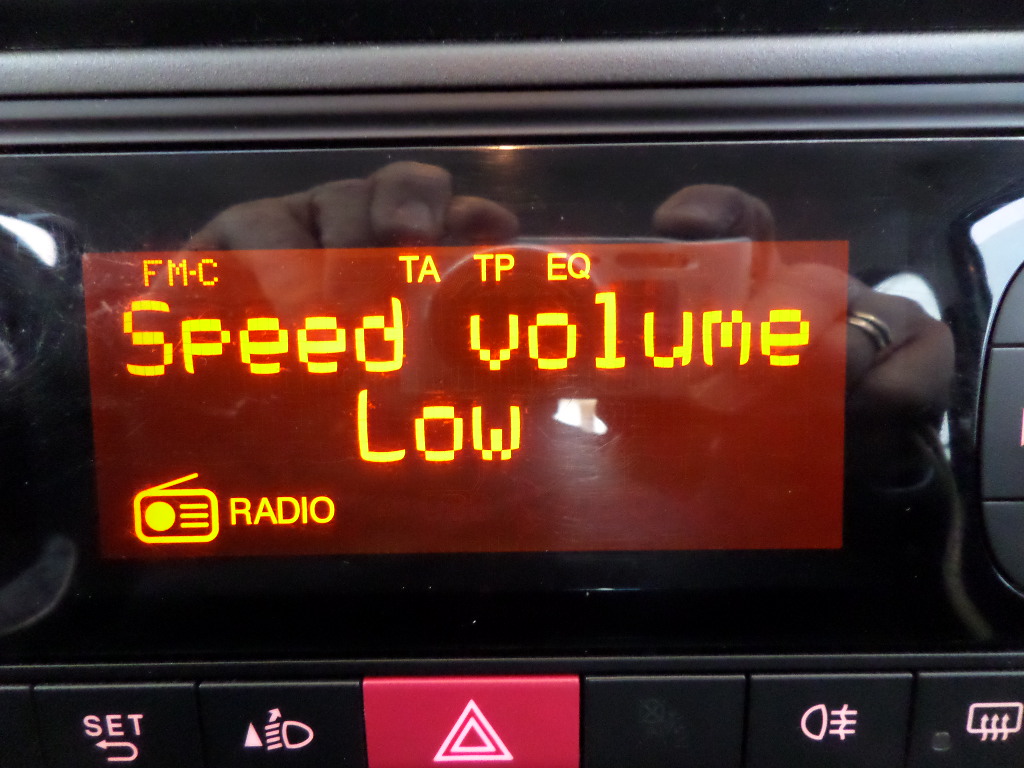 FM-C TA TP EQ
Speed volume
Low
RADIO
SET